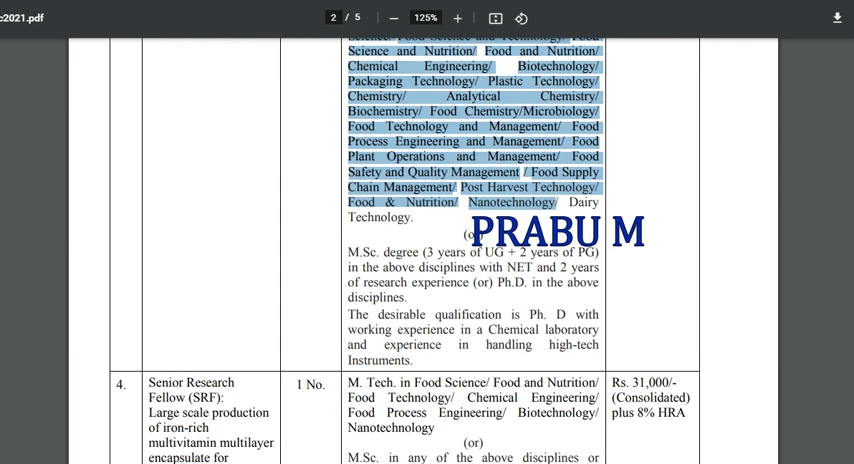 c2021.pdf
2 / 5
125%
Science/ Food Science and Technology/ Food
Science and Nutrition/ Food and Nutrition/
Chemical Engineering/ Biotechnology/
Packaging Technology/ Plastic Technology/
Chemistry/ Analytical Chemistry/
Biochemistry/ Food Chemistry/Microbiology/
Food Technology and Management/ Food
Process Engineering and Management/ Food
Plant Operations and Management/ Food
Safety and Quality Management / Food Supply
Chain Management/ Post Harvest Technology/
Food & Nutrition/ Nanotechnology/ Dairy
Technology.
(or)
PRABU M
M.Sc. degree (3 years of UG + 2 years of PG)
in the above disciplines with NET and 2 years
of research experience (or) Ph.D. in the above
disciplines.
The desirable qualification is Ph. D with
working experience in a Chemical laboratory
and experience in handling high-tech
Instruments.
4.
Senior Research
Fellow (SRF):
Large scale production
of iron-rich
multivitamin multilayer
encapsulate for
1 No.
M. Tech. in Food Science/ Food and Nutrition/
Food Technology/ Chemical Engineering/
Food Process Engineering/ Biotechnology/
Nanotechnology
(or)
M.Sc. in any of the above disciplines or
Rs. 31,000/-
(Consolidated)
plus 8% HRA